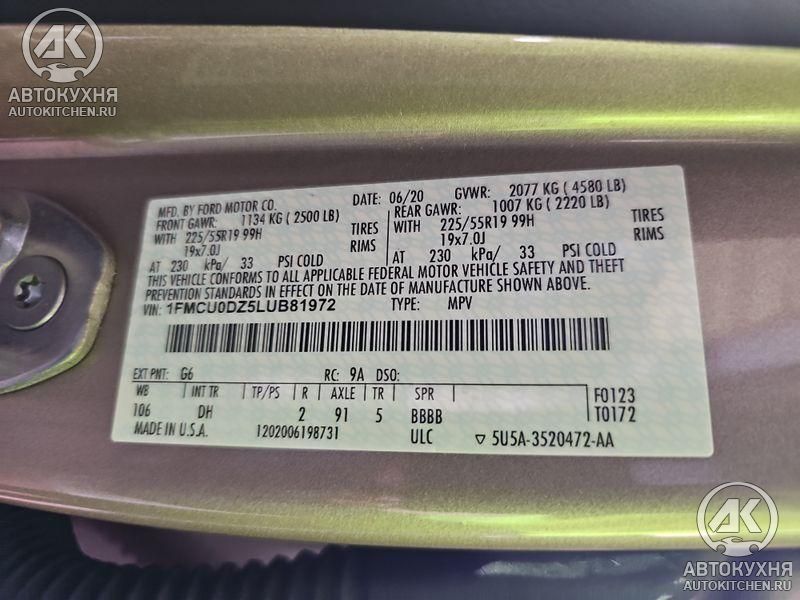 АК
АВТОКУХНЯ
AUTOKITCHEN.RU
MFD. BY FORD MOTOR CO. DATE: 06/20 GVWR: 2077 KG ( 4580 LB)
FRONT GAWR: 1134 KG ( 2500 LB) REAR GAWR: 1007 KG ( 2220 LB)
WITH 225/55R19 99H TIRES WITH 225/55R19 99H TIRES
19x7.0J RIMS 19x7.0J RIMS
AT 230 kPa/ 33 PSI COLD AT 230 kPa/ 33 PSI COLD
THIS VEHICLE CONFORMS TO ALL APPLICABLE FEDERAL MOTOR VEHICLE SAFETY AND THEFT
PREVENTION STANDARDS IN EFFECT ON THE DATE OF MANUFACTURE SHOWN ABOVE.
VIN: 1FMCU0DZ5LUB81972 TYPE: MPV
EXT PNT: G6 RC: 9A DSO:
WB INT TR TP/PS R AXLE TR SPR F0123
106 DH 2 91 5 BBBB T0172
MADE IN U.S.A. 1202006198731 ULC ▽ 5U5A-3520472-AA
АК
АВТОКУХНЯ
AUTOKITCHEN.RU